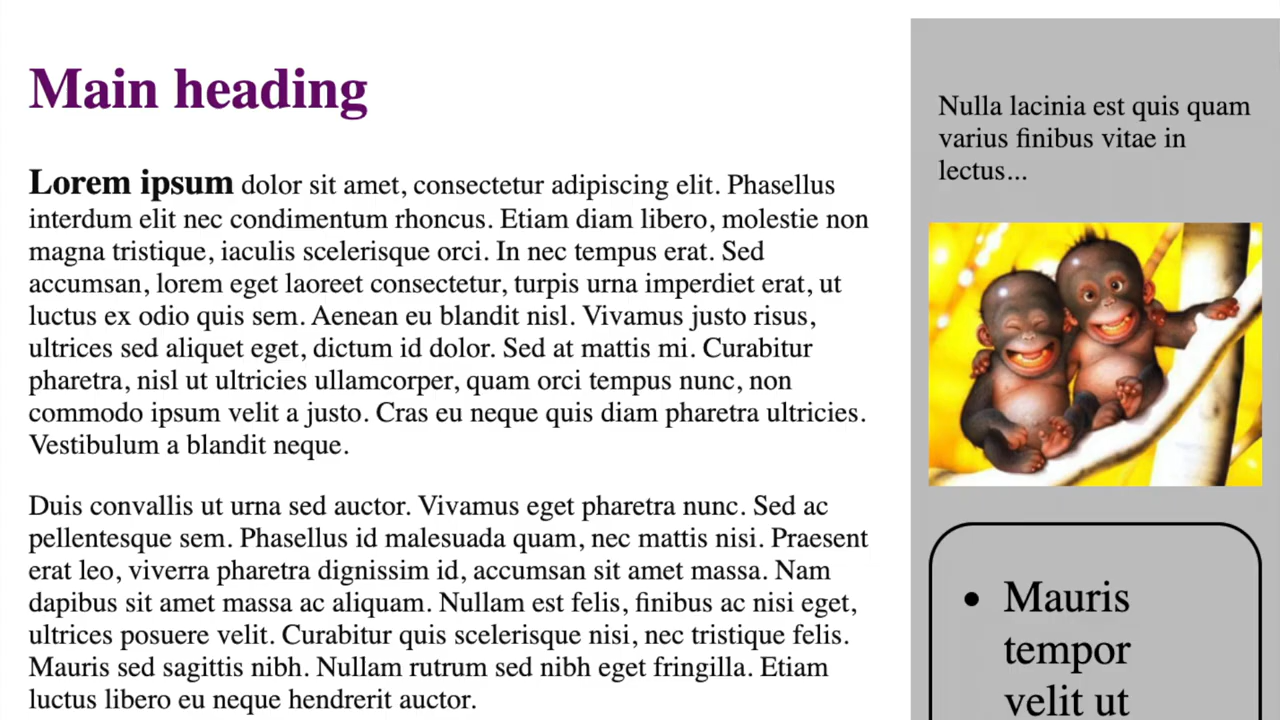 Main heading
Lorem ipsum dolor sit amet, consectetur adipiscing elit. Phasellus
interdum elit nec condimentum rhoncus. Etiam diam libero, molestie non
magna tristique, iaculis scelerisque orci. In nec tempus erat. Sed
accumsan, lorem eget laoreet consectetur, turpis urna imperdiet erat, ut
luctus ex odio quis sem. Aenean eu blandit nisl. Vivamus justo risus,
ultrices sed aliquet eget, dictum id dolor. Sed at mattis mi. Curabitur
pharetra, nisl ut ultricies ullamcorper, quam orci tempus nunc, non
commodo ipsum velit a justo. Cras eu neque quis diam pharetra ultricies.
Vestibulum a blandit neque.
Duis convallis ut urna sed auctor. Vivamus eget pharetra nunc. Sed ac
pellentesque sem. Phasellus id malesuada quam, nec mattis nisi. Praesent
erat leo, viverra pharetra dignissim id, accumsan sit amet massa. Nam
dapibus sit amet massa ac aliquam. Nullam est felis, finibus ac nisi eget,
ultrices posuere velit. Curabitur quis scelerisque nisi, nec tristique felis.
Mauris sed sagittis nibh. Nullam rutrum sed nibh eget fringilla. Etiam
luctus libero eu neque hendrerit auctor.
Nulla lacinia est quis quam
varius finibus vitae in
lectus...
• Mauris
tempor
velit ut